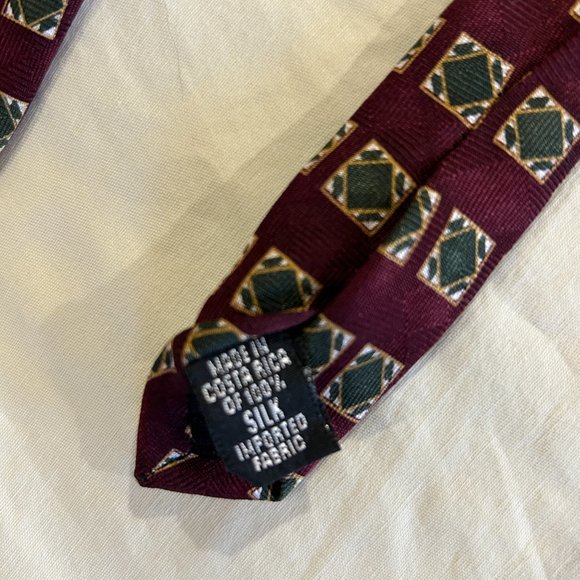 MADE IN
COSTA RICA
OF 100%
SILK
IMPORTED
FABRIC